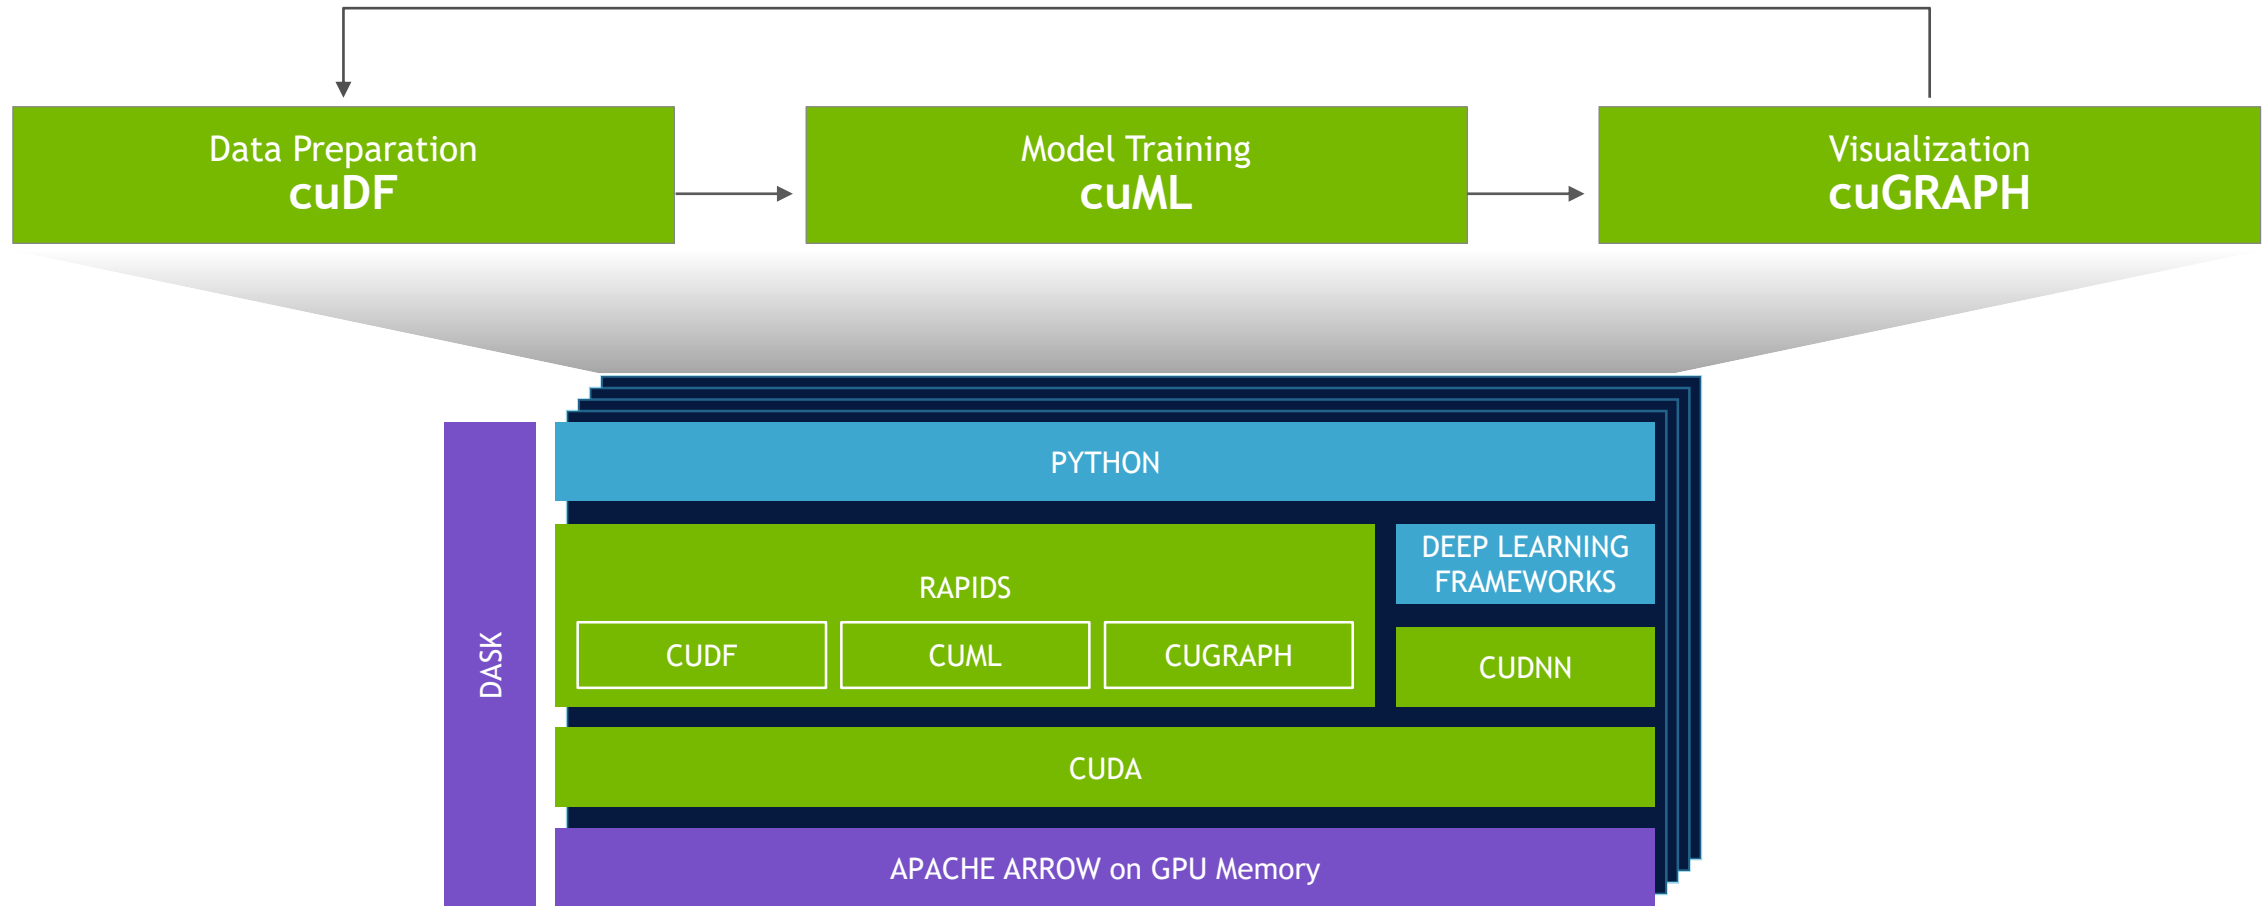 Data Preparation
cuDF
Model Training
cuML
Visualization
cuGRAPH
DASK
PYTHON
RAPIDS
CUDF
CUML
CUGRAPH
DEEP LEARNING
FRAMEWORKS
CUDNN
CUDA
APACHE ARROW on GPU Memory